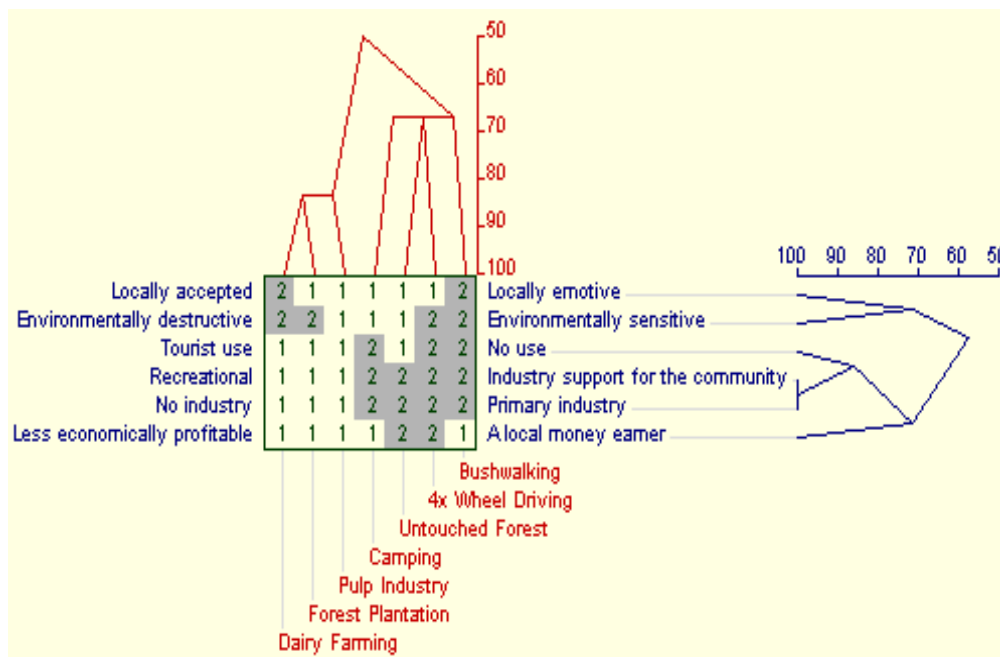 50
60
70
80
90
100
100 90 80 70 60 50
Locally accepted 2 1 1 1 1 1 2 Locally emotive
Environmentally destructive 2 2 1 1 1 2 2 Environmentally sensitive
Tourist use 1 1 1 2 1 2 2 No use
Recreational 1 1 1 2 2 2 2 Industry support for the community
No industry 1 1 1 2 2 2 2 Primary industry
Less economically profitable 1 1 1 1 2 2 1 A local money earner
Bushwalking
4x Wheel Driving
Untouched Forest
Camping
Pulp Industry
Forest Plantation
Dairy Farming